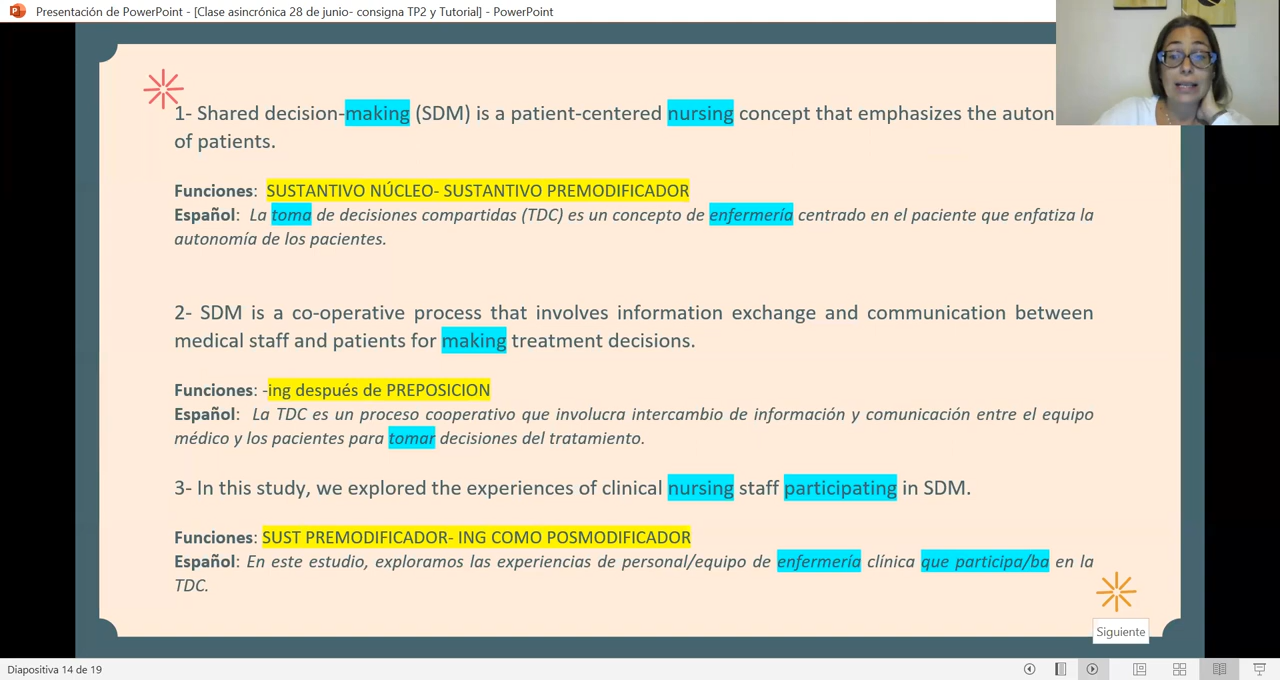 Presentación de PowerPoint - [Clase asincrónica 28 de junio- consigna TP2 y Tutorial] - PowerPoint
1- Shared decision-making (SDM) is a patient-centered nursing concept that emphasizes the
of patients.
Funciones: SUSTANTIVO NÚCLEO- SUSTANTIVO PREMODIFICADOR
Español: La toma de decisiones compartidas (TDC) es un concepto de enfermería centrado en el paciente que enfatiza la
autonomía de los pacientes.
2- SDM is a co-operative process that involves information exchange and communication between
medical staff and patients for making treatment decisions.
Funciones: -ing después de PREPOSICION
Español: La TDC es un proceso cooperativo que involucra intercambio de información y comunicación entre el equipo
médico y los pacientes para tomar decisiones del tratamiento.
3- In this study, we explored the experiences of clinical nursing staff participating in SDM.
Funciones: SUST PREMODIFICADOR- ING COMO POSMODIFICADOR
Español: En este estudio, exploramos las experiencias de personal/equipo de enfermería clínica que participa/ba en la
TDC.
Siguiente
Diapositiva 14 de 19